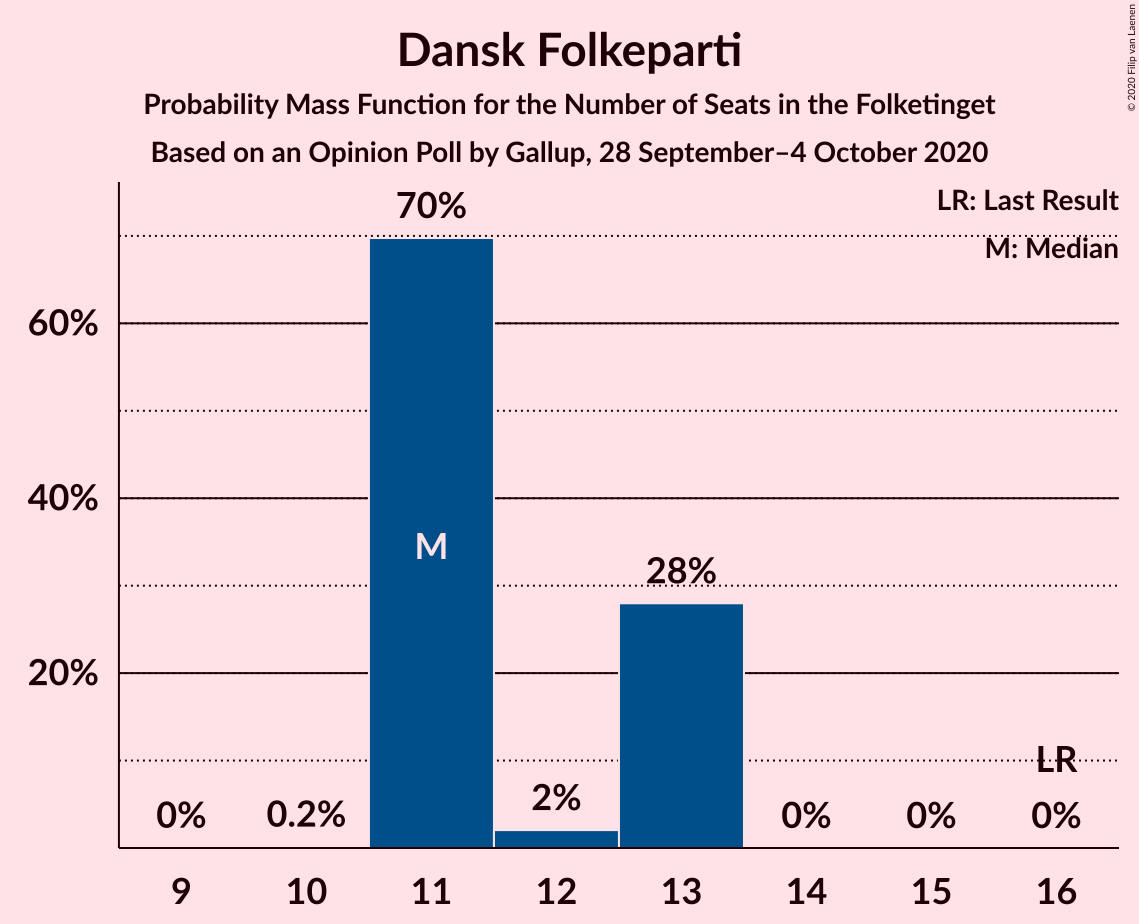 Dansk Folkeparti
Probability Mass Function for the Number of Seats in the Folketinget
Based on an Opinion Poll by Gallup, 28 September–4 October 2020
© 2020 Filip van Laenen
LR: Last Result
M: Median
70%
60%
40%
20%
M
28%
LR
0%
0.2%
2%
0%
0%
0%
9
10
11
12
13
14
15
16